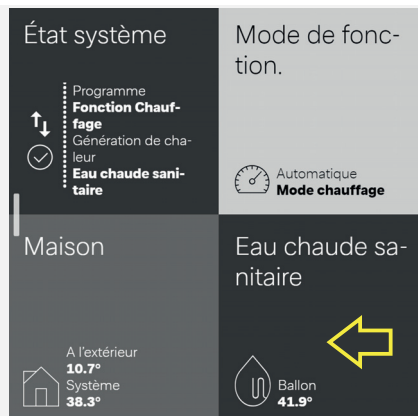 État système
Programme
Fonction Chauf-
fage
Génération de cha-
leur
Eau chaude sani-
taire
Mode de fonc-
tion.
Automatique
Mode chauffage
Maison
A l'extérieur
10.7°
Système
38.3°
Eau chaude sa-
nitaire
Ballon
41.9°